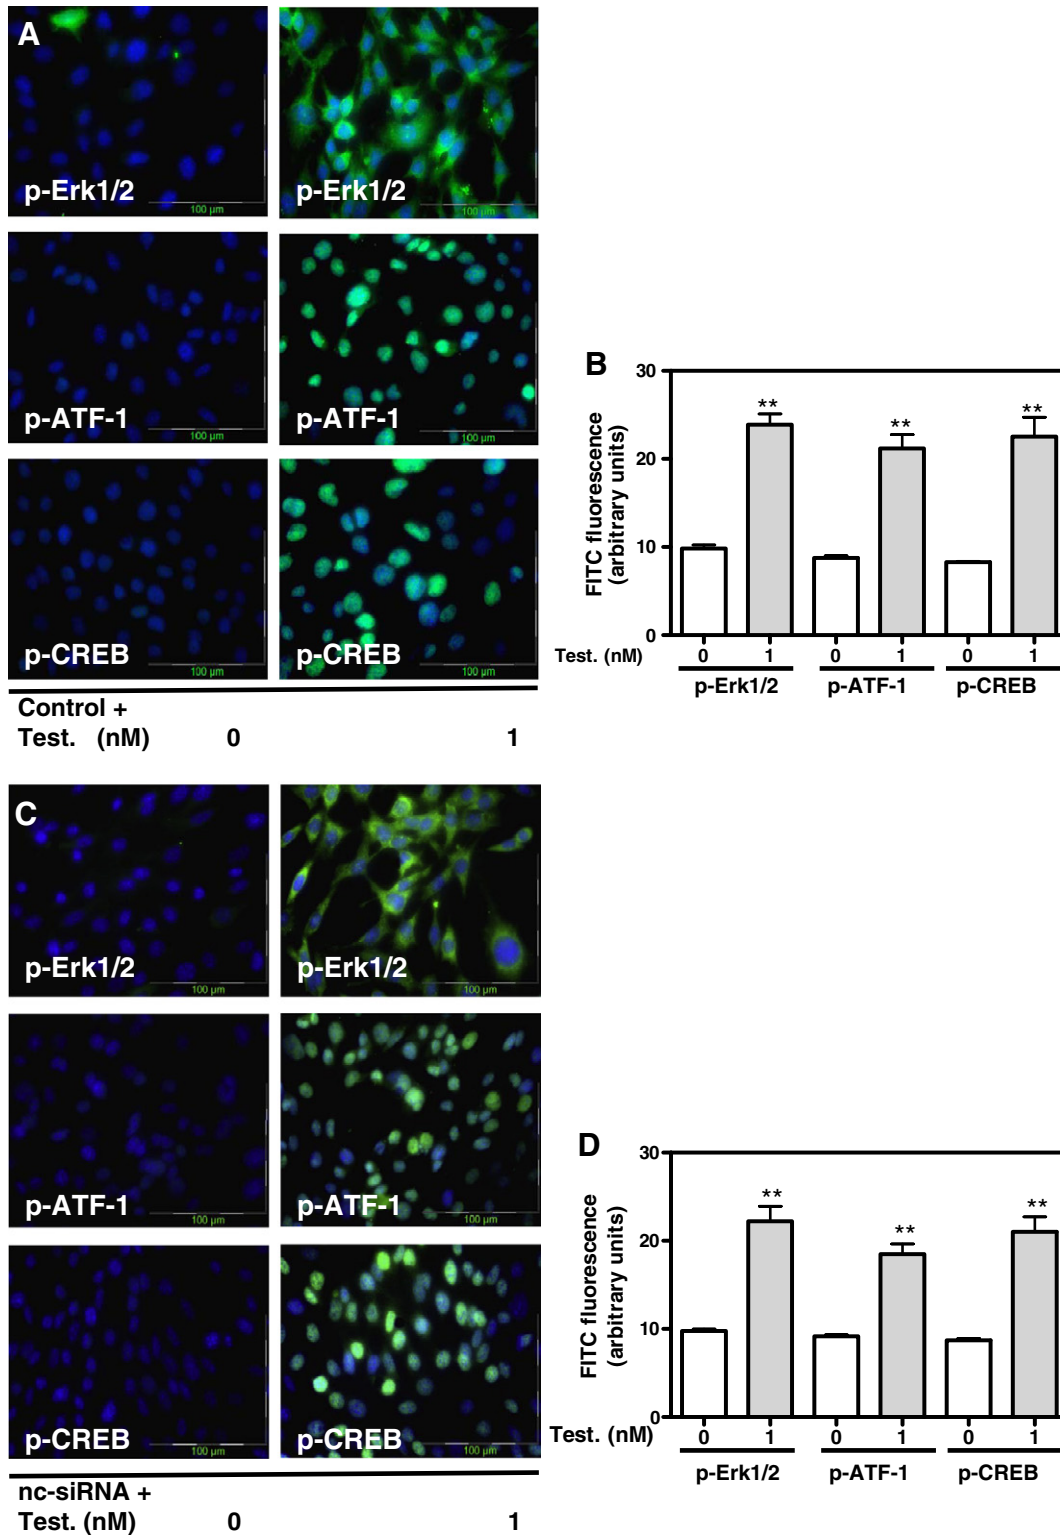 A
p-Erk1/2
100 µm
p-Erk1/2
100 µm
p-ATF-1
100 µm
p-ATF-1
100 µm
p-CREB
100 µm
p-CREB
100 µm
Control +
Test. (nM) 0 1
B
30
20
10
0
FITC fluorescence
(arbitrary units)
** ** **
Test. (nM) 0 1 0 1 0 1
p-Erk1/2 p-ATF-1 p-CREB
C
p-Erk1/2
100 µm
p-Erk1/2
100 µm
p-ATF-1
100 µm
p-ATF-1
100 µm
p-CREB
100 µm
p-CREB
100 µm
nc-siRNA +
Test. (nM) 0 1
D
30
20
10
0
FITC fluorescence
(arbitrary units)
** ** **
Test. (nM) 0 1 0 1 0 1
p-Erk1/2 p-ATF-1 p-CREB